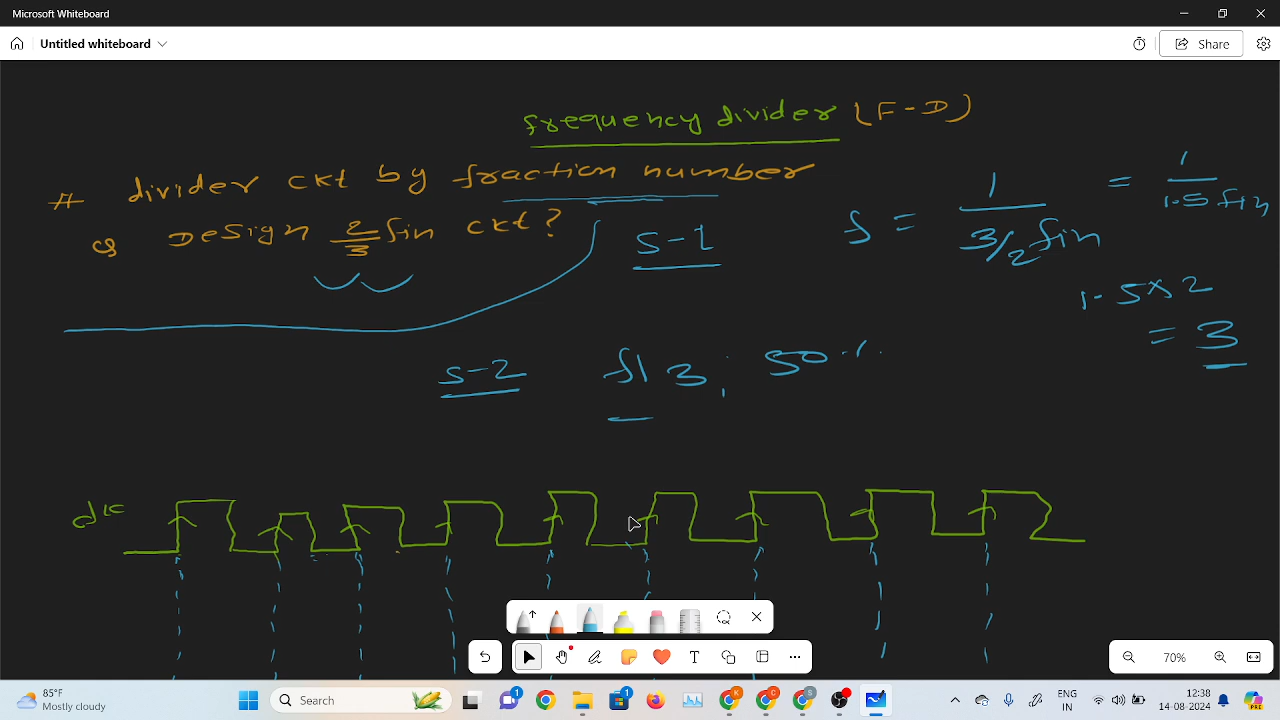 Microsoft Whiteboard
Untitled whiteboard
Share
frequency divider (F-D)
# divider ckt by fraction number
Design 2/3 fin ckt?
S-1
f = 1 / 3/2 fin = 1 / 1.5 fin
1.5x2
= 3
S-2 f/3; 50%
clk
70%
85°F
Mostly cloudy
Search
ENG
IN
12:38
14-08-2024